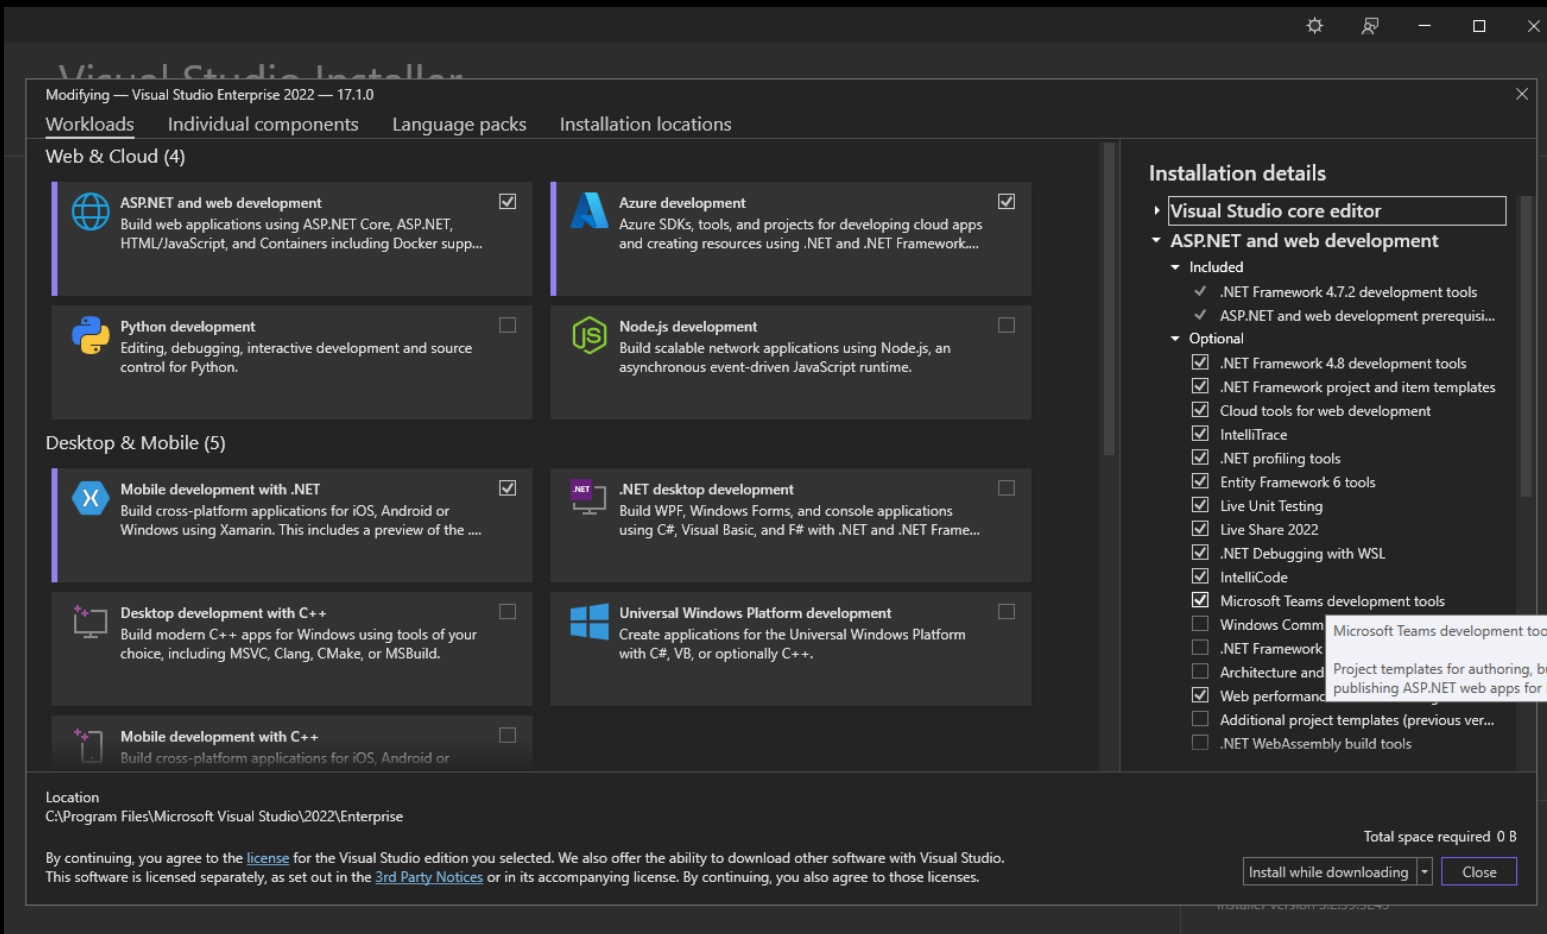 Visual Studio Installer
Modifying — Visual Studio Enterprise 2022 — 17.1.0
Workloads
Individual components
Language packs
Installation locations
Web & Cloud (4)
ASP.NET and web development
Build web applications using ASP.NET Core, ASP.NET,
HTML/JavaScript, and Containers including Docker supp...
Azure development
Azure SDKs, tools, and projects for developing cloud apps
and creating resources using .NET and .NET Framework....
Python development
Editing, debugging, interactive development and source
control for Python.
Node.js development
Build scalable network applications using Node.js, an
asynchronous event-driven JavaScript runtime.
Desktop & Mobile (5)
Mobile development with .NET
Build cross-platform applications for iOS, Android or
Windows using Xamarin. This includes a preview of the ....
.NET
.NET desktop development
Build WPF, Windows Forms, and console applications
using C#, Visual Basic, and F# with .NET and .NET Frame...
Desktop development with C++
Build modern C++ apps for Windows using tools of your
choice, including MSVC, Clang, CMake, or MSBuild.
Universal Windows Platform development
Create applications for the Universal Windows Platform
with C#, VB, or optionally C++.
Mobile development with C++
Build cross-platform applications for iOS, Android or
Installation details
Visual Studio core editor
ASP.NET and web development
Included
.NET Framework 4.7.2 development tools
ASP.NET and web development prerequisi...
Optional
.NET Framework 4.8 development tools
.NET Framework project and item templates
Cloud tools for web development
IntelliTrace
.NET profiling tools
Entity Framework 6 tools
Live Unit Testing
Live Share 2022
.NET Debugging with WSL
IntelliCode
Microsoft Teams development tools
Windows Comm
.NET Framework
Architecture and
Web performanc
Additional project templates (previous ver...
.NET WebAssembly build tools
Microsoft Teams development too
Project templates for authoring, bu
publishing ASP.NET web apps for
Location
C:\Program Files\Microsoft Visual Studio\2022\Enterprise
By continuing, you agree to the license for the Visual Studio edition you selected. We also offer the ability to download other software with Visual Studio.
This software is licensed separately, as set out in the 3rd Party Notices or in its accompanying license. By continuing, you also agree to those licenses.
Total space required 0 B
Install while downloading
Close